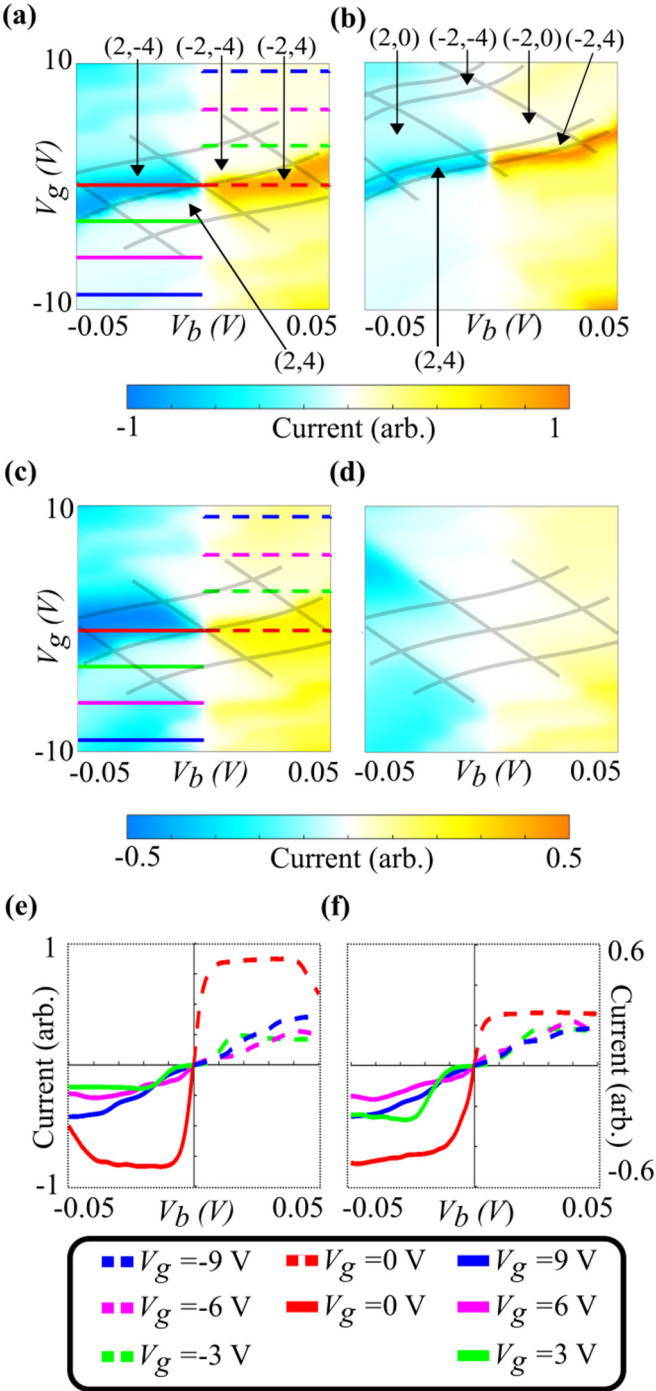 (a)
(b)
(2,-4) (-2,-4) (-2,4)
(2,0) (-2,-4) (-2,0) (-2,4)
10
Vg (V)
-10
-0.05 Vb (V) 0.05
-0.05 Vb (V) 0.05
(2,4)
(2,4)
-1 Current (arb.) 1
(c)
(d)
10
Vg (V)
-10
-0.05 Vb (V) 0.05
-0.05 Vb (V) 0.05
-0.5 Current (arb.) 0.5
(e)
(f)
1
0.6
Current (arb.)
Current (arb.)
-1
-0.6
-0.05 Vb (V) 0.05
-0.05 Vb (V) 0.05
Vg =-9 V Vg =0 V Vg =9 V
Vg =-6 V Vg =0 V Vg =6 V
Vg =-3 V Vg =3 V